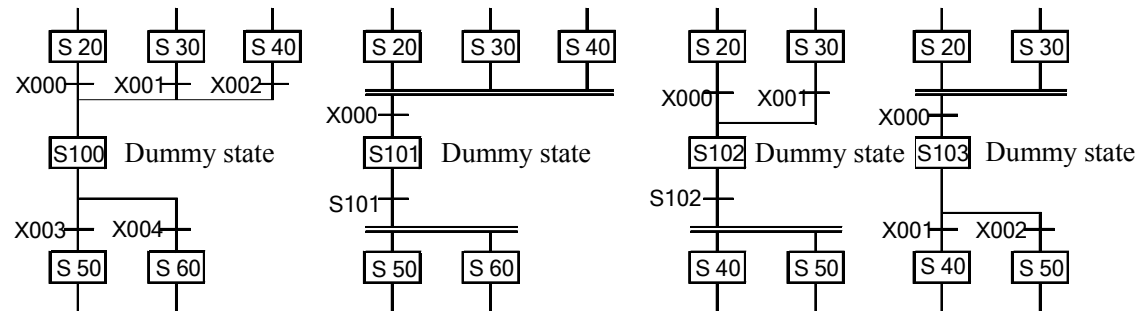 S 20 S 30 S 40 S 20 S 30 S 40 S 20 S 30 S 20 S 30
X000 X001 X002 X000 X001
X000 X000
S100 Dummy state S101 Dummy state S102 Dummy state S103 Dummy state
S101 S102
X003 X004 X001 X002
S 50 S 60 S 50 S 60 S 40 S 50 S 40 S 50